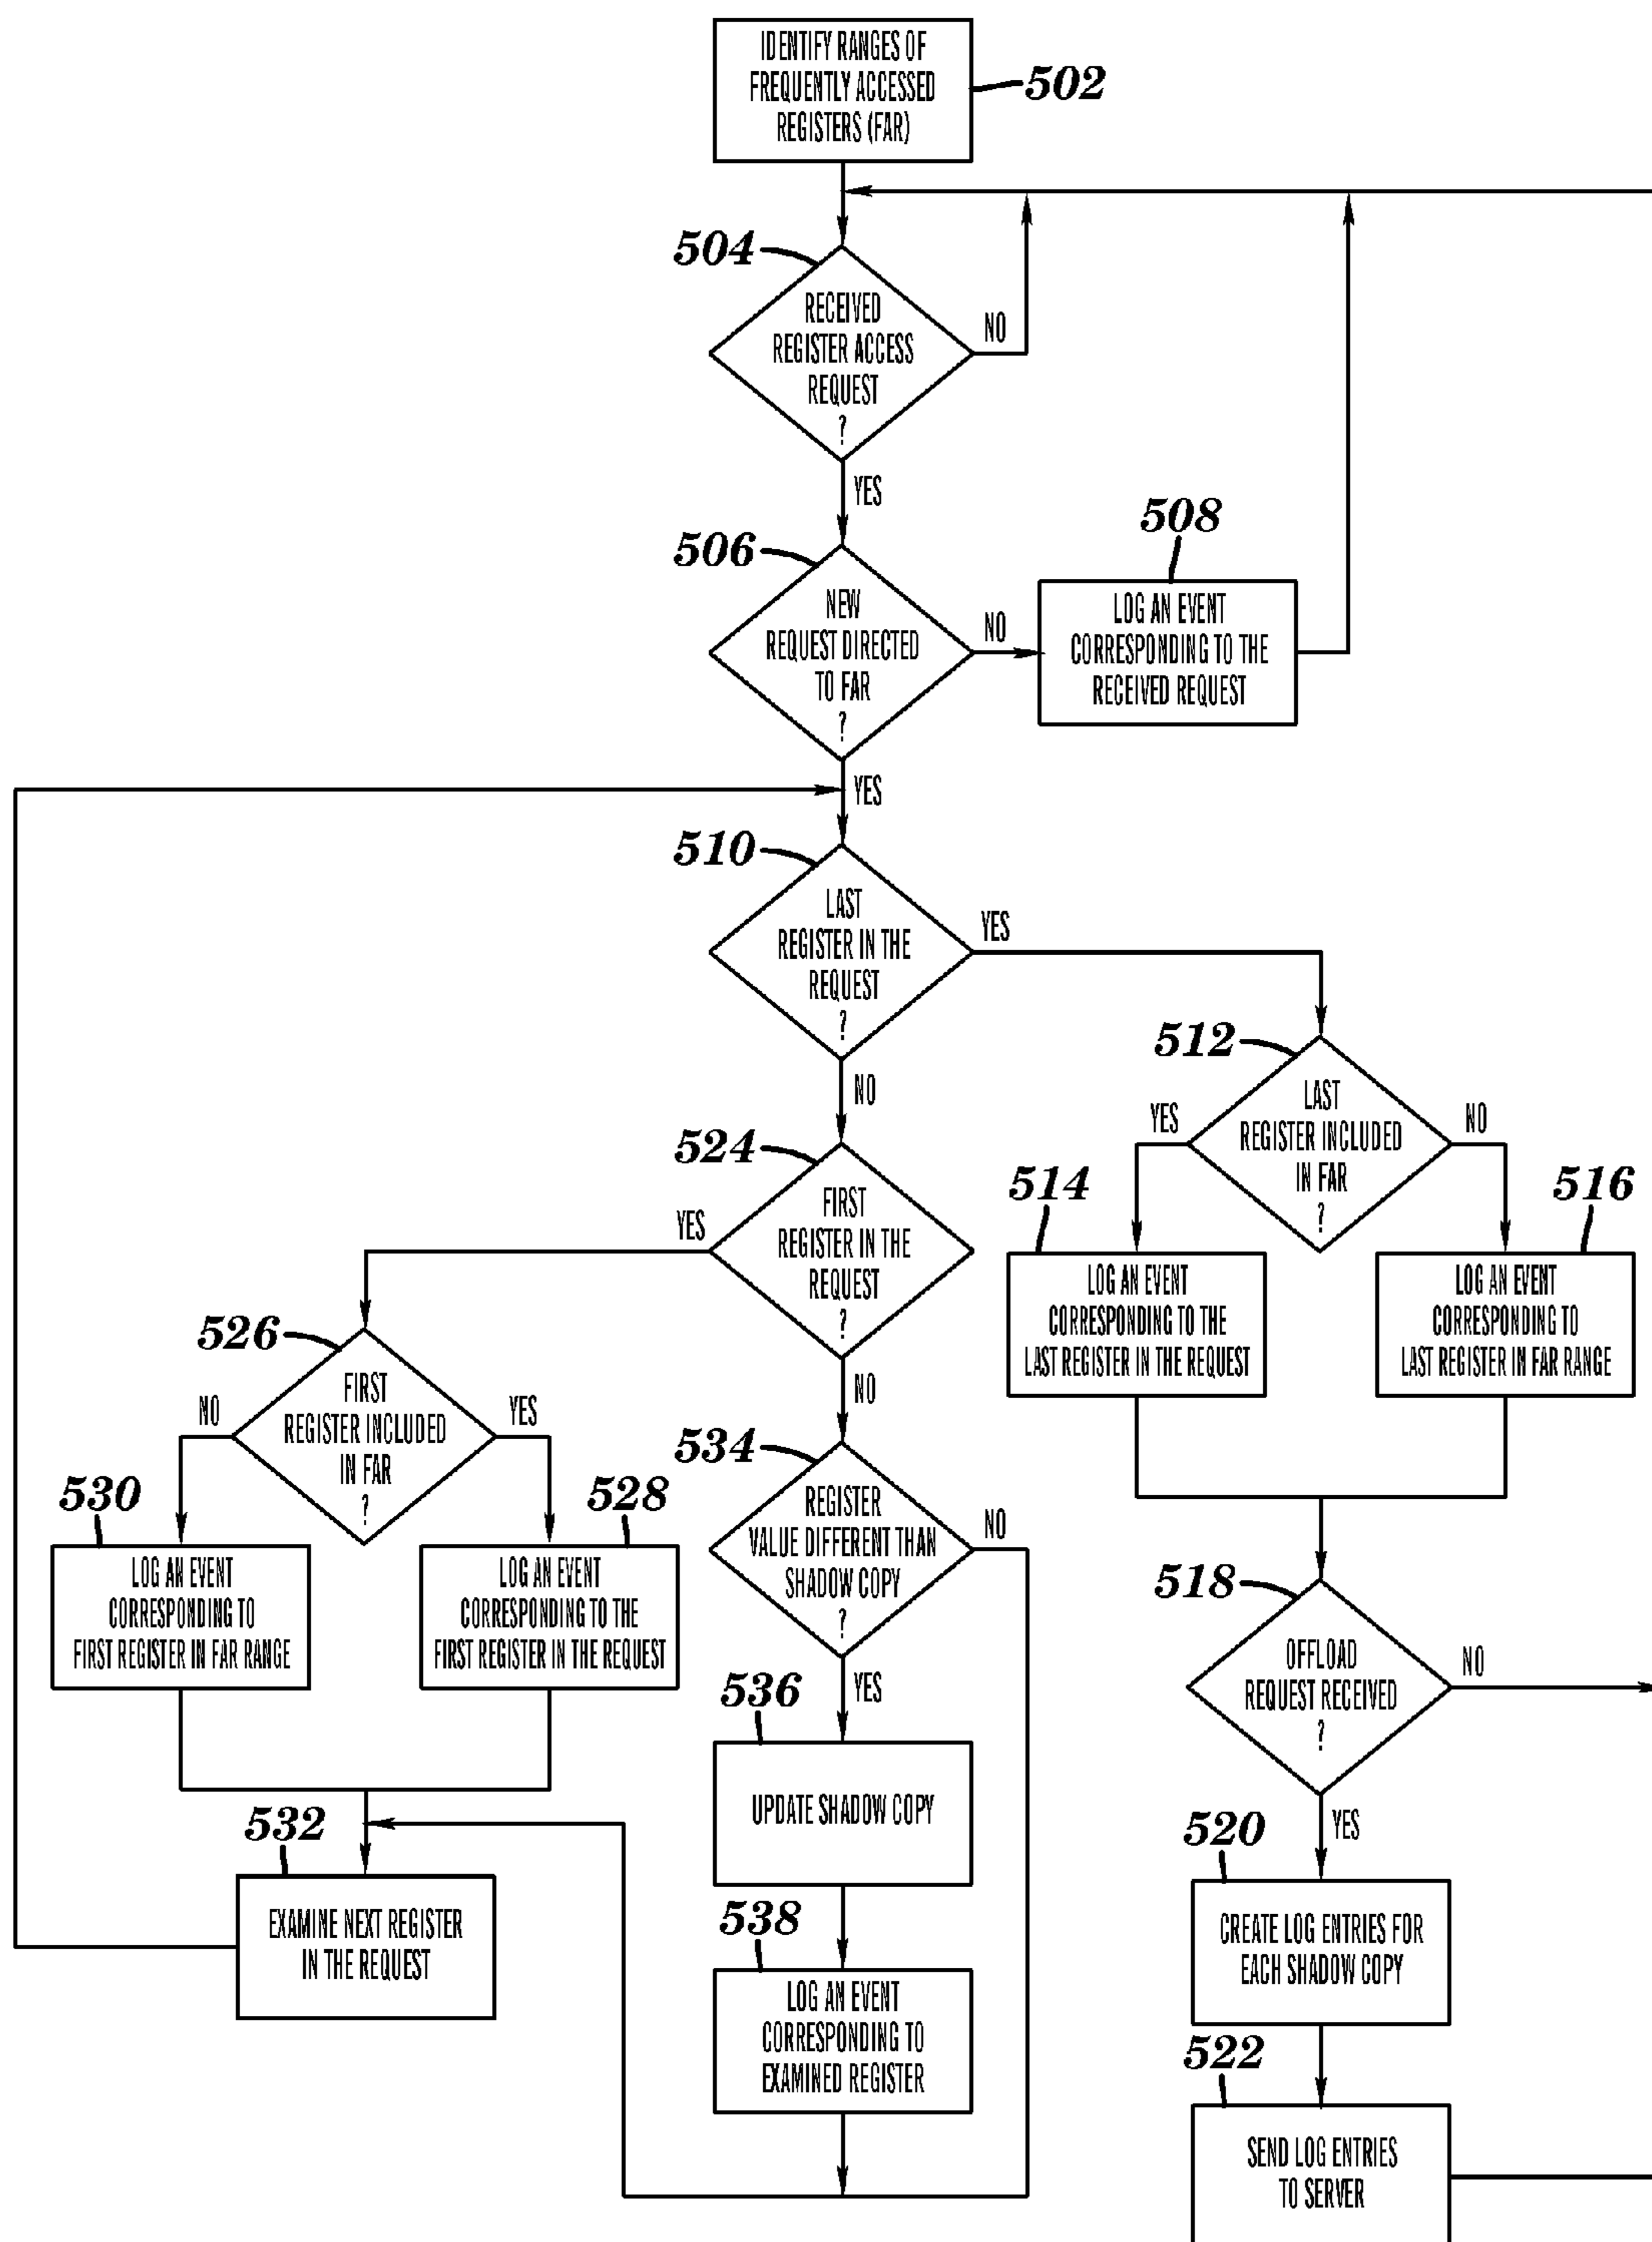 IDENTIFY RANGES OF
FREQUENTLY ACCESSED
REGISTERS (FAR)
502
504
RECEIVED
REGISTER ACCESS
REQUEST
?
NO
YES
506
NEW
REQUEST DIRECTED
TO FAR
?
NO
508
LOG AN EVENT
CORRESPONDING TO THE
RECEIVED REQUEST
YES
510
LAST
REGISTER IN THE
REQUEST
?
YES
NO
512
LAST
REGISTER INCLUDED
IN FAR
?
YES
NO
514
LOG AN EVENT
CORRESPONDING TO THE
LAST REGISTER IN THE REQUEST
516
LOG AN EVENT
CORRESPONDING TO
LAST REGISTER IN FAR RANGE
524
FIRST
REGISTER IN THE
REQUEST
?
YES
NO
526
FIRST
REGISTER INCLUDED
IN FAR
?
NO
YES
530
LOG AN EVENT
CORRESPONDING TO
FIRST REGISTER IN FAR RANGE
528
LOG AN EVENT
CORRESPONDING TO THE
FIRST REGISTER IN THE REQUEST
534
REGISTER
VALUE DIFFERENT THAN
SHADOW COPY
?
NO
YES
518
OFFLOAD
REQUEST RECEIVED
?
NO
YES
536
UPDATE SHADOW COPY
532
EXAMINE NEXT REGISTER
IN THE REQUEST
538
LOG AN EVENT
CORRESPONDING TO
EXAMINED REGISTER
520
CREATE LOG ENTRIES FOR
EACH SHADOW COPY
522
SEND LOG ENTRIES
TO SERVER